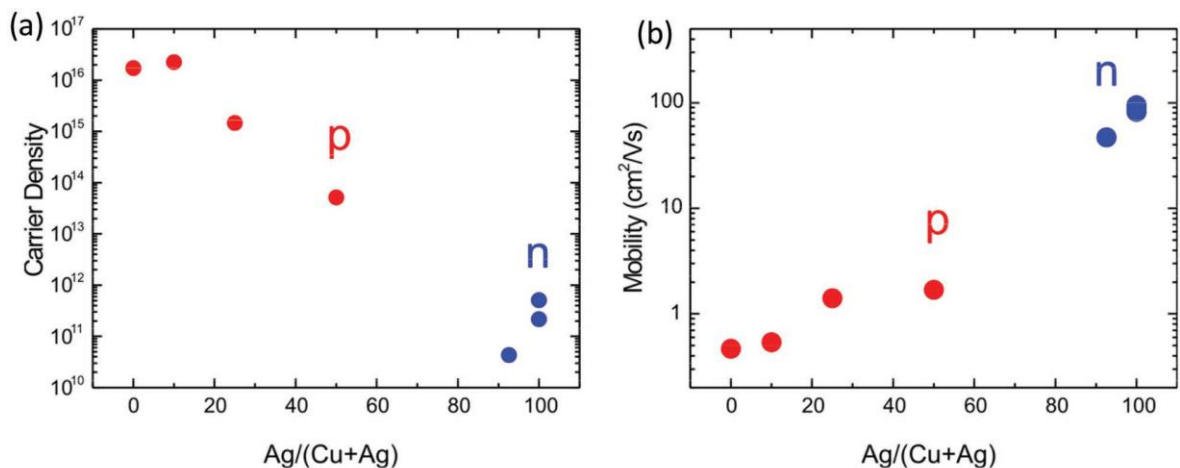 (a)
Carrier Density
10^17
10^16
10^15
10^14
10^13
10^12
10^11
10^10
p
n
0 20 40 60 80 100
Ag/(Cu+Ag)
(b)
Mobility (cm²/Vs)
100
10
1
n
p
0 20 40 60 80 100
Ag/(Cu+Ag)